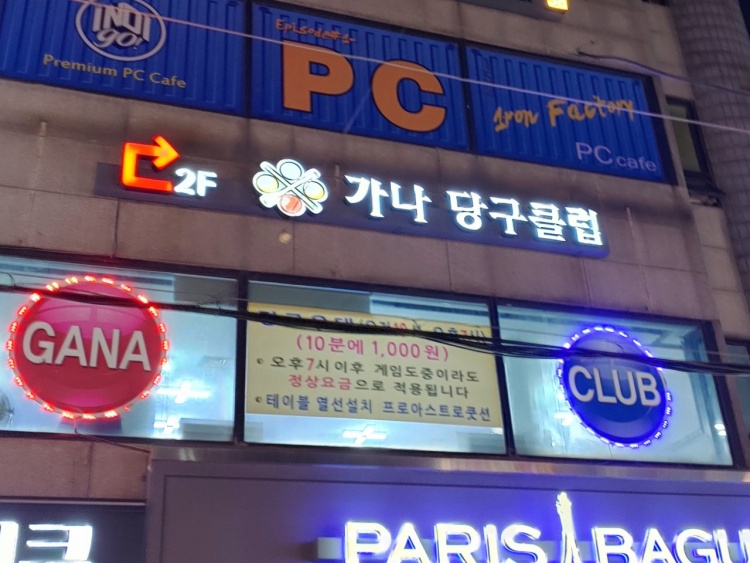 INDI
go!
Premium PC Cafe
PC
Iron Factory
PC cafe
2F
가나 당구클럽
GANA
(10분에 1,000원)
오후7시이후 게임도중이라도
정상요금으로 적용됩니다
테이블 열선설치 프로아스트로쿳션
CLUB
PARIS BAGU